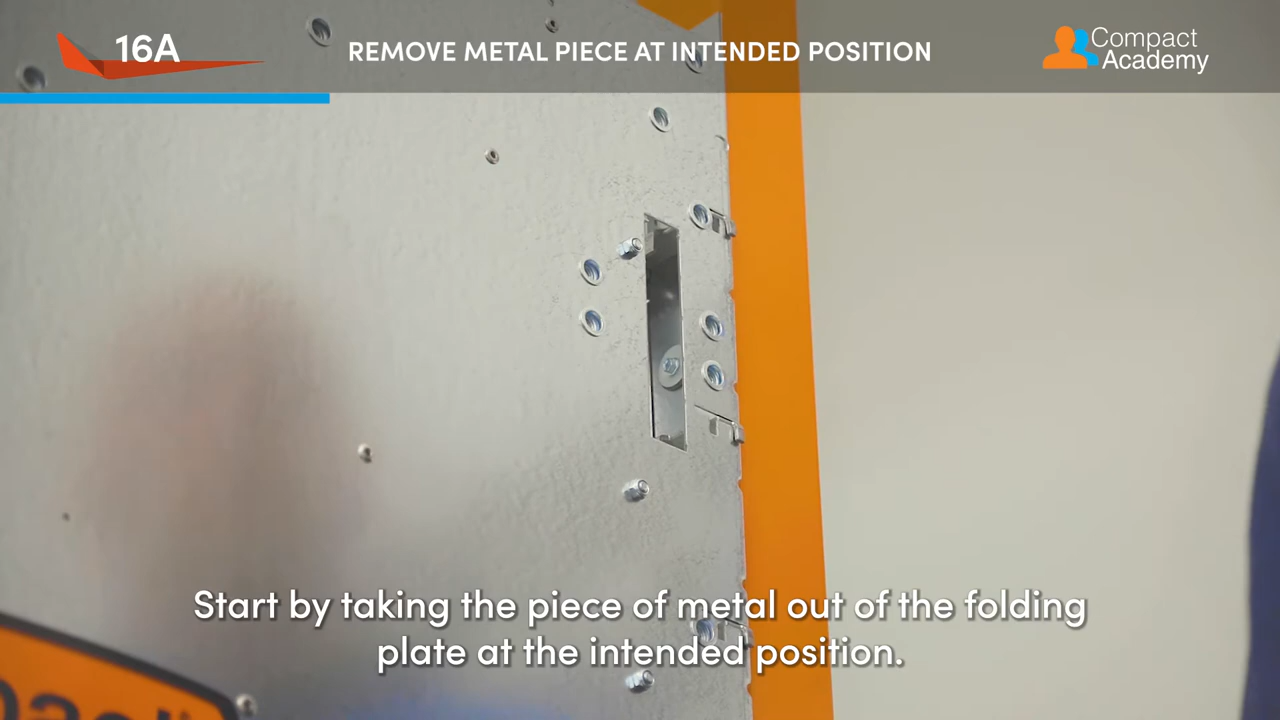 16A
REMOVE METAL PIECE AT INTENDED POSITION
Compact
Academy
Start by taking the piece of metal out of the folding
plate at the intended position.